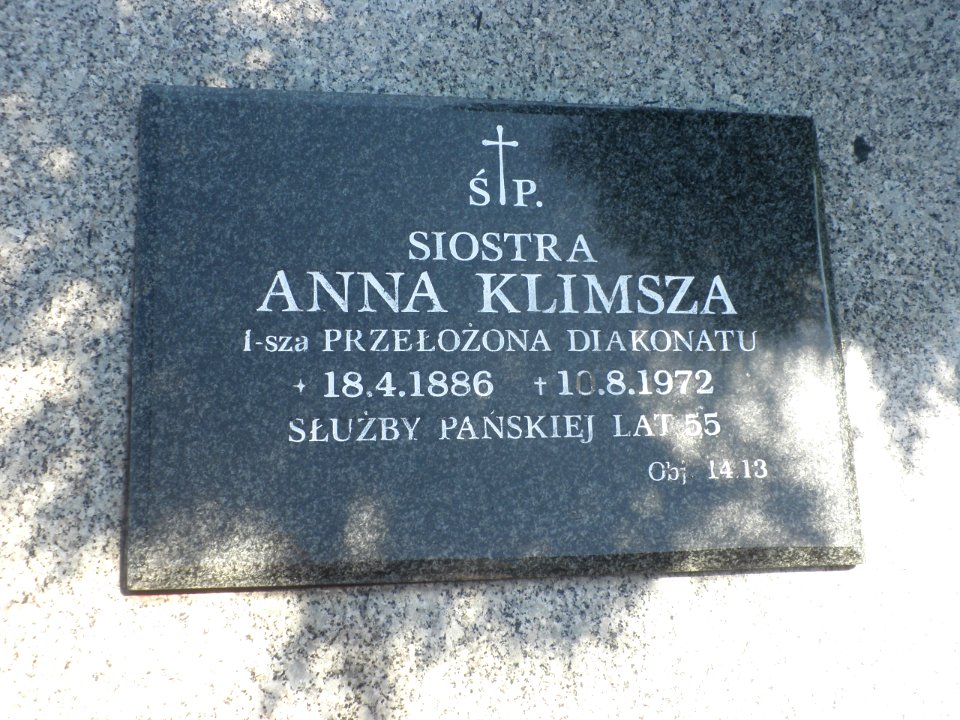 Ś†P.
SIOSTRA
ANNA KLIMSZA
1-sza PRZEŁOŻONA DIAKONATU
+ 18.4.1886 † 10.8.1972
SŁUŻBY PAŃSKIEJ LAT 55
Obj. 14.13